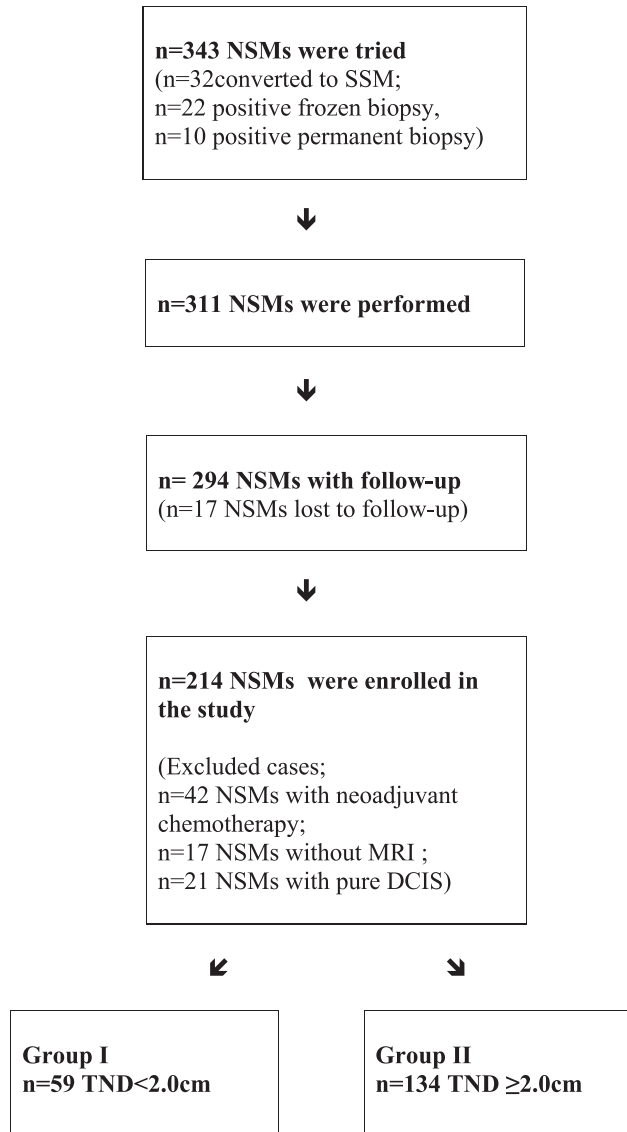 n=343 NSMs were tried
(n=32converted to SSM;
n=22 positive frozen biopsy,
n=10 positive permanent biopsy)
n=311 NSMs were performed
n= 294 NSMs with follow-up
(n=17 NSMs lost to follow-up)
n=214 NSMs were enrolled in
the study
(Excluded cases;
n=42 NSMs with neoadjuvant
chemotherapy;
n=17 NSMs without MRI ;
n=21 NSMs with pure DCIS)
Group I
n=59 TND<2.0cm
Group II
n=134 TND ≥2.0cm